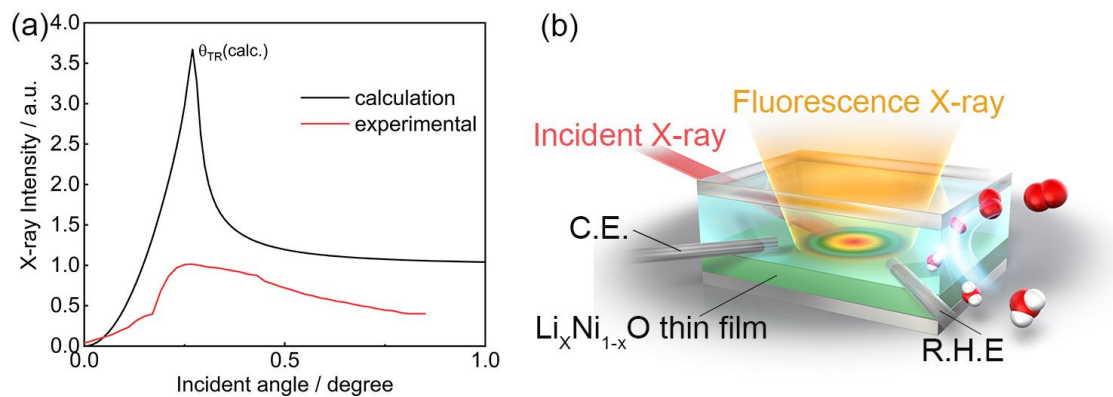 (a)
4.0
3.5
3.0
2.5
2.0
1.5
1.0
0.5
0.0
X-ray Intensity / a.u.
θTR(calc.)
calculation
experimental
0.0
0.5
1.0
Incident angle / degree
(b)
Fluorescence X-ray
Incident X-ray
C.E.
LiXNi1-xO thin film
R.H.E